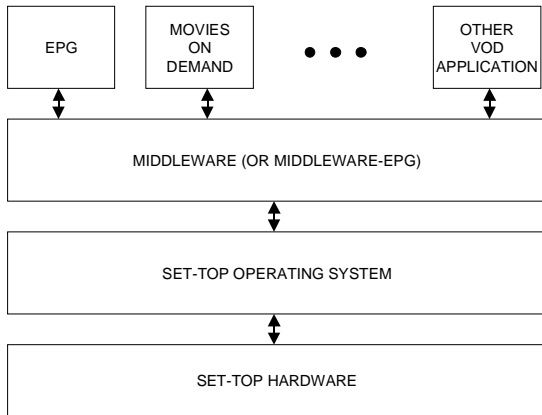 EPG
MOVIES
ON
DEMAND
OTHER
VOD
APPLICATION
MIDDLEWARE (OR MIDDLEWARE-EPG)
SET-TOP OPERATING SYSTEM
SET-TOP HARDWARE